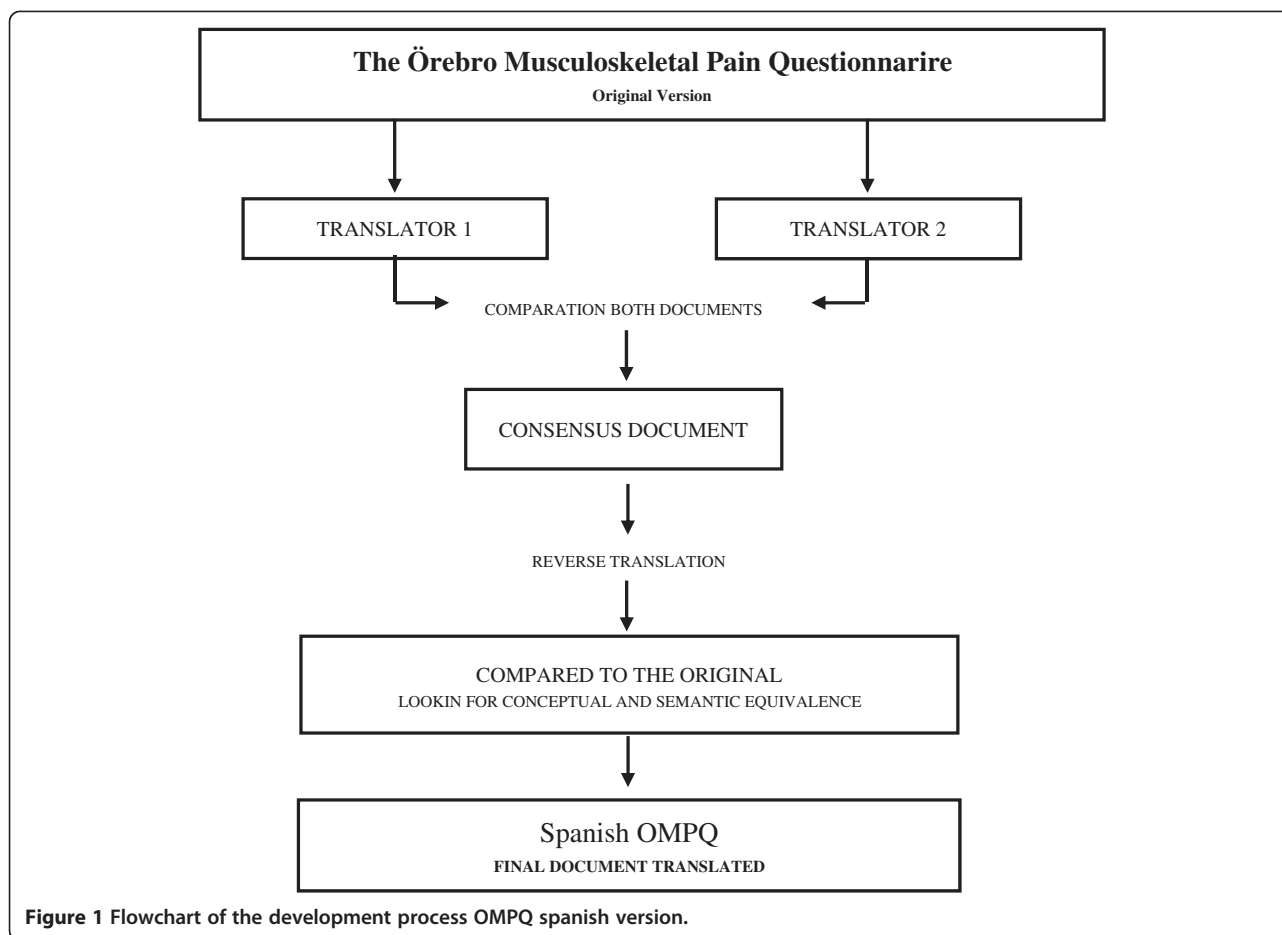 The Örebro Musculoskeletal Pain Questionnarire
Original Version
TRANSLATOR 1
TRANSLATOR 2
COMPARATION BOTH DOCUMENTS
CONSENSUS DOCUMENT
REVERSE TRANSLATION
COMPARED TO THE ORIGINAL
LOOKIN FOR CONCEPTUAL AND SEMANTIC EQUIVALENCE
Spanish OMPQ
FINAL DOCUMENT TRANSLATED
Figure 1 Flowchart of the development process OMPQ spanish version.